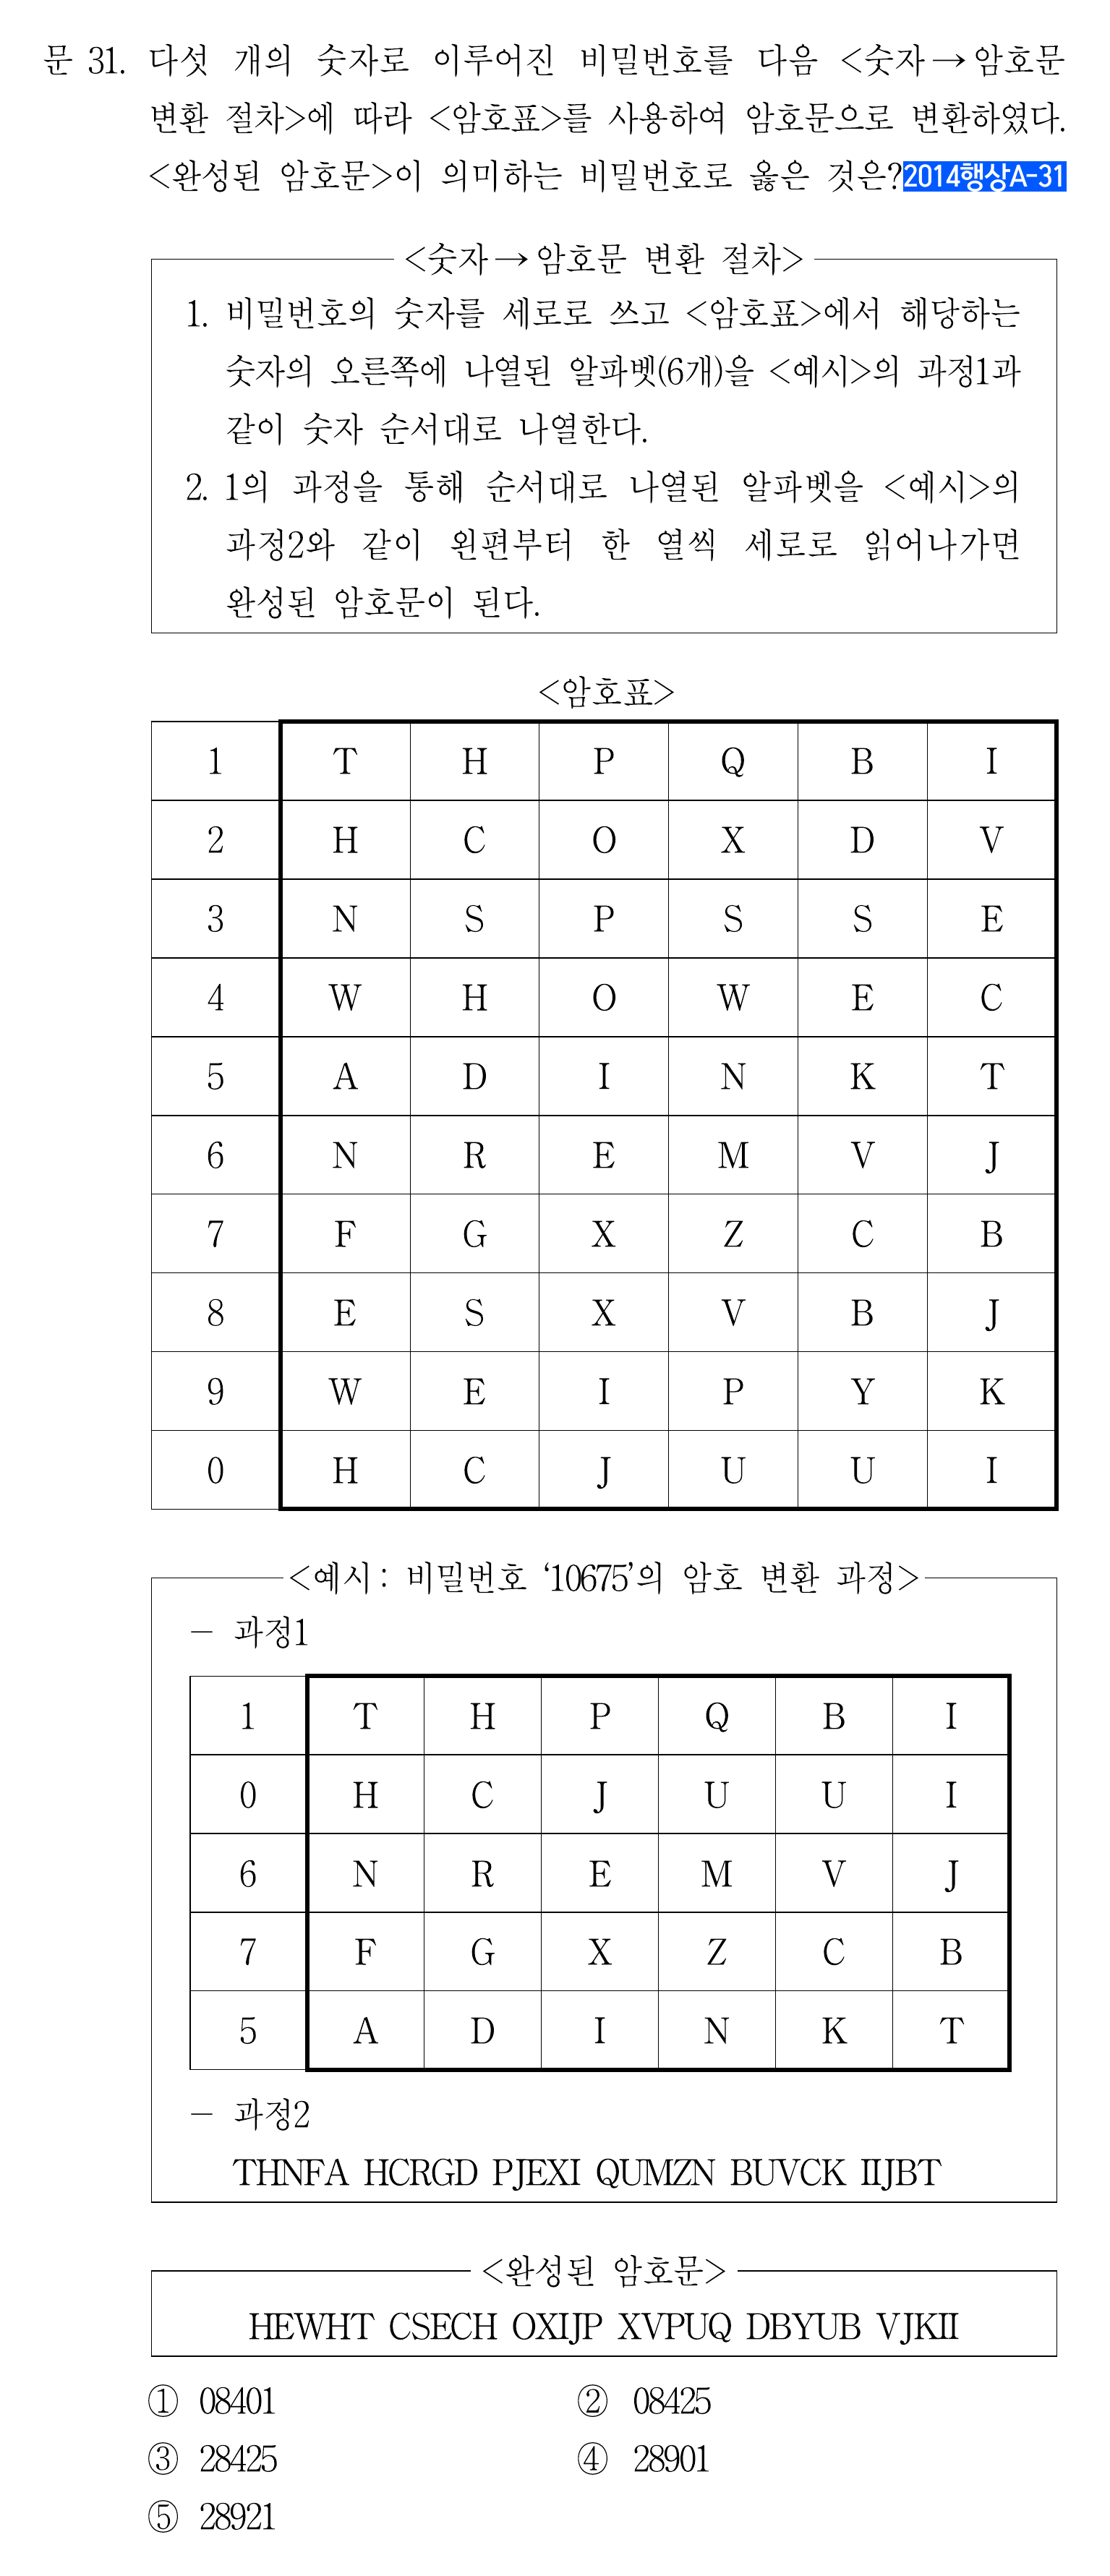 문 31. 다섯 개의 숫자로 이루어진 비밀번호를 다음 <숫자→암호문
변환 절차>에 따라 <암호표>를 사용하여 암호문으로 변환하였다.
<완성된 암호문>이 의미하는 비밀번호로 옳은 것은?2014행상A-31
<숫자→암호문 변환 절차>
1. 비밀번호의 숫자를 세로로 쓰고 <암호표>에서 해당하는
숫자의 오른쪽에 나열된 알파벳(6개)을 <예시>의 과정1과
같이 숫자 순서대로 나열한다.
2. 1의 과정을 통해 순서대로 나열된 알파벳을 <예시>의
과정2와 같이 왼편부터 한 열씩 세로로 읽어나가면
완성된 암호문이 된다.
<암호표>
1 T H P Q B I
2 H C O X D V
3 N S P S S E
4 W H O W E C
5 A D I N K T
6 N R E M V J
7 F G X Z C B
8 E S X V B J
9 W E I P Y K
0 H C J U U I
<예시: 비밀번호 ‘10675’의 암호 변환 과정>
- 과정1
1 T H P Q B I
0 H C J U U I
6 N R E M V J
7 F G X Z C B
5 A D I N K T
- 과정2
THNFA HCRGD PJEXI QUMZN BUVCK IIJBT
<완성된 암호문>
HEWHT CSECH OXIJP XVPUQ DBYUB VJKII
① 08401 ② 08425
③ 28425 ④ 28901
⑤ 28921